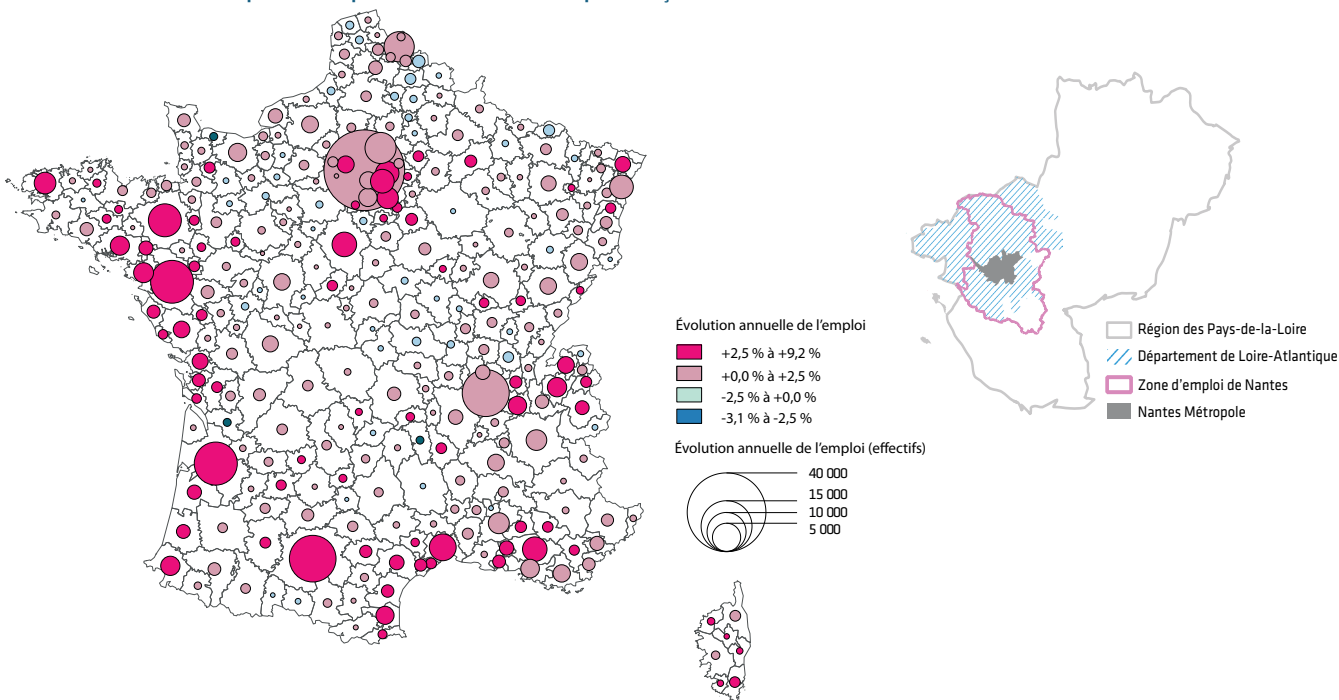 Évolution annuelle de l'emploi
+2,5 % à +9,2 %
+0,0 % à +2,5 %
-2,5 % à +0,0 %
-3,1 % à -2,5 %
Évolution annuelle de l'emploi (effectifs)
40 000
15 000
10 000
5 000
Région des Pays-de-la-Loire
Département de Loire-Atlantique
Zone d'emploi de Nantes
Nantes Métropole